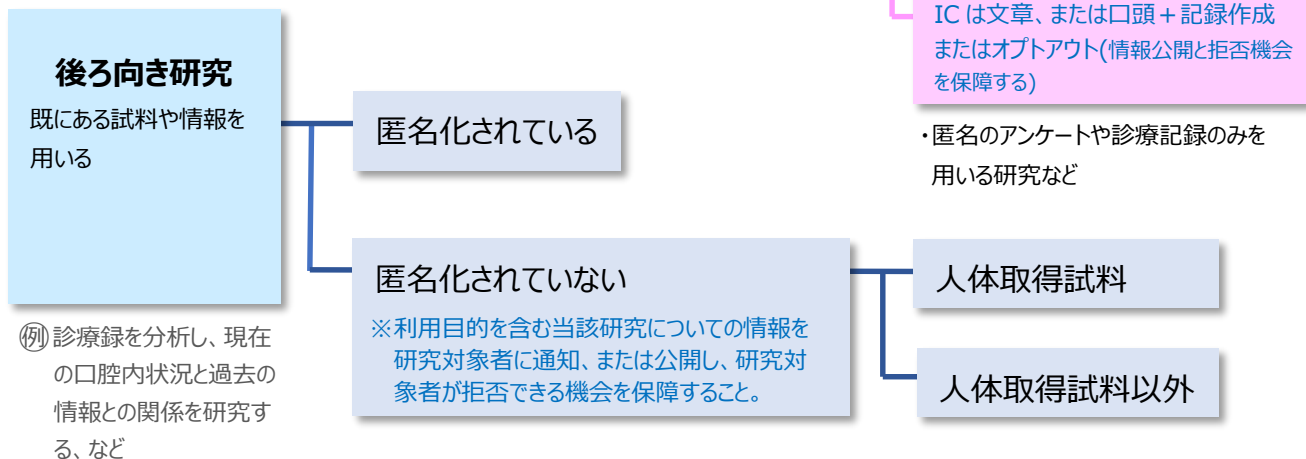 IC は文章、または口頭+記録作成
またはオプトアウト(情報公開と拒否機会
を保障する)
・匿名のアンケートや診療記録のみを
用いる研究など
後ろ向き研究
既にある試料や情報を
用いる
例 診療録を分析し、現在
の口腔内状況と過去の
情報との関係を研究す
る、など
匿名化されている
匿名化されていない
※利用目的を含む当該研究についての情報を
研究対象者に通知、または公開し、研究対
象者が拒否できる機会を保障すること。
人体取得試料
人体取得試料以外